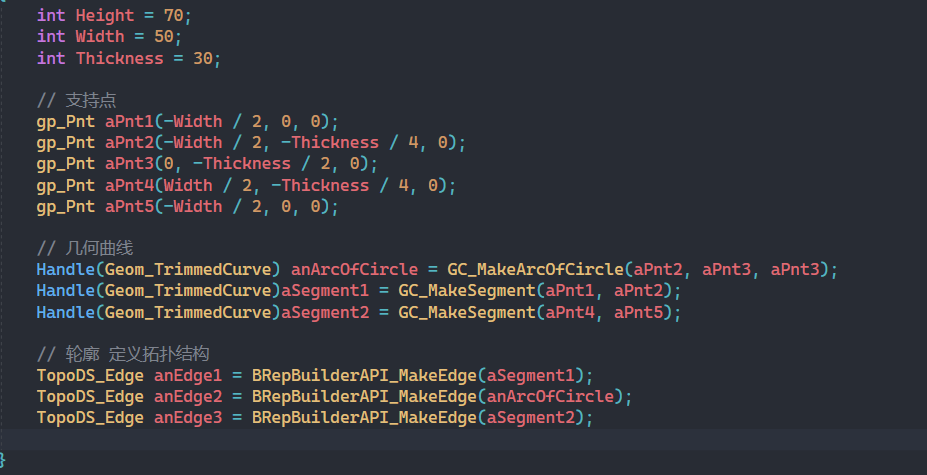 int Height = 70;
int Width = 50;
int Thickness = 30;
// 支持点
gp_Pnt aPnt1(-Width / 2, 0, 0);
gp_Pnt aPnt2(-Width / 2, -Thickness / 4, 0);
gp_Pnt aPnt3(0, -Thickness / 2, 0);
gp_Pnt aPnt4(Width / 2, -Thickness / 4, 0);
gp_Pnt aPnt5(-Width / 2, 0, 0);
// 几何曲线
Handle(Geom_TrimmedCurve) anArcOfCircle = GC_MakeArcOfCircle(aPnt2, aPnt3, aPnt3);
Handle(Geom_TrimmedCurve)aSegment1 = GC_MakeSegment(aPnt1, aPnt2);
Handle(Geom_TrimmedCurve)aSegment2 = GC_MakeSegment(aPnt4, aPnt5);
// 轮廓 定义拓扑结构
TopoDS_Edge anEdge1 = BRepBuilderAPI_MakeEdge(aSegment1);
TopoDS_Edge anEdge2 = BRepBuilderAPI_MakeEdge(anArcOfCircle);
TopoDS_Edge anEdge3 = BRepBuilderAPI_MakeEdge(aSegment2);
}